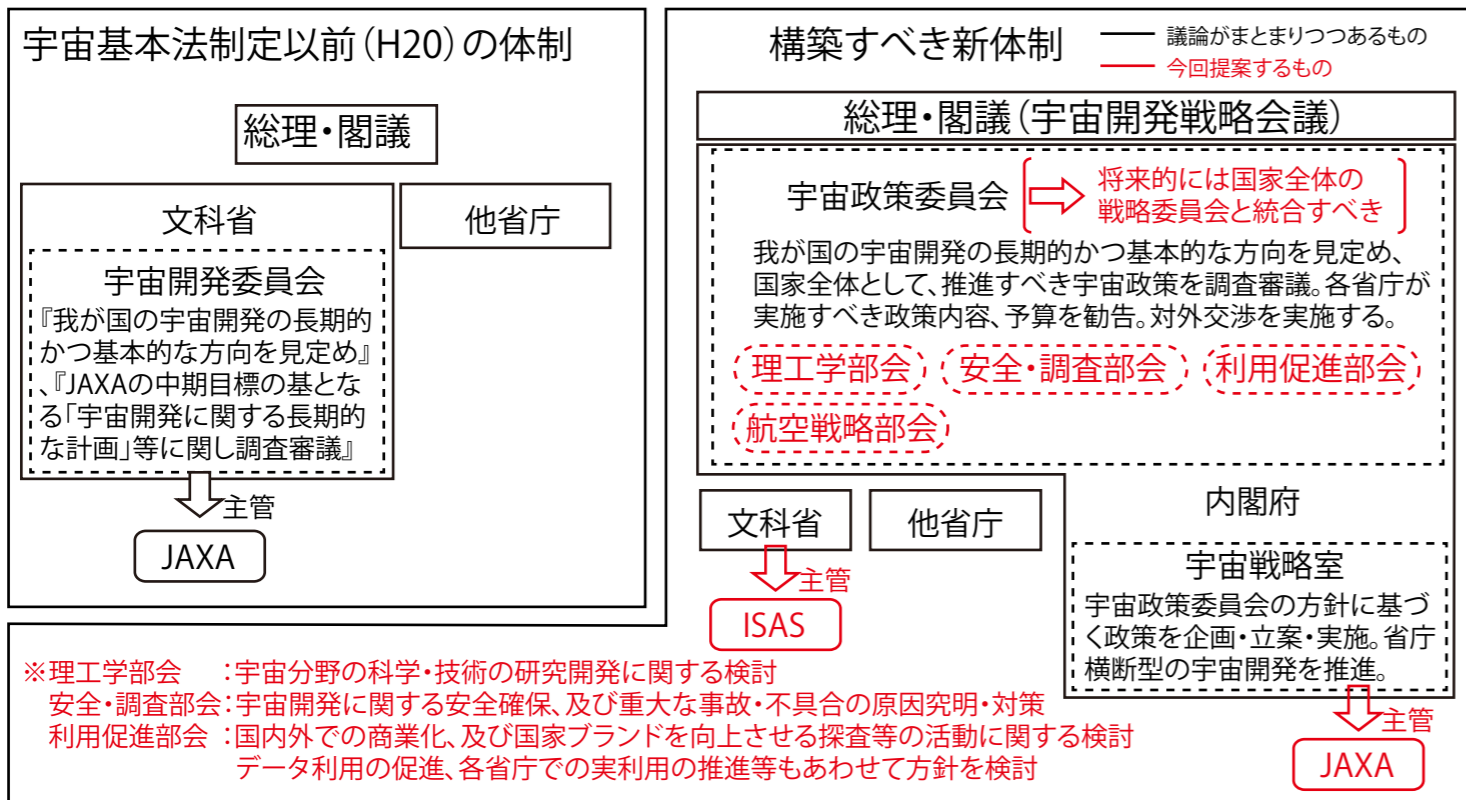 宇宙基本法制定以前(H20)の体制
総理・閣議
文科省
他省庁
宇宙開発委員会
『我が国の宇宙開発の長期的
かつ基本的な方向を見定め』
、『JAXAの中期目標の基とな
る「宇宙開発に関する長期的
な計画」等に関し調査審議』
主管
JAXA
構築すべき新体制
議論がまとまりつつあるもの
今回提案するもの
総理・閣議(宇宙開発戦略会議)
宇宙政策委員会
将来的には国家全体の
戦略委員会と統合すべき
我が国の宇宙開発の長期的かつ基本的な方向を見定め、
国家全体として、推進すべき宇宙政策を調査審議。各省庁が
実施すべき政策内容、予算を勧告。対外交渉を実施する。
理工学部会
安全・調査部会
利用促進部会
航空戦略部会
文科省
他省庁
主管
ISAS
内閣府
宇宙戦略室
宇宙政策委員会の方針に基づ
く政策を企画・立案・実施。省庁
横断型の宇宙開発を推進。
主管
JAXA
※理工学部会 :宇宙分野の科学・技術の研究開発に関する検討
安全・調査部会:宇宙開発に関する安全確保、及び重大な事故・不具合の原因究明・対策
利用促進部会 :国内外での商業化、及び国家ブランドを向上させる探査等の活動に関する検討
データ利用の促進、各省庁での実利用の推進等もあわせて方針を検討